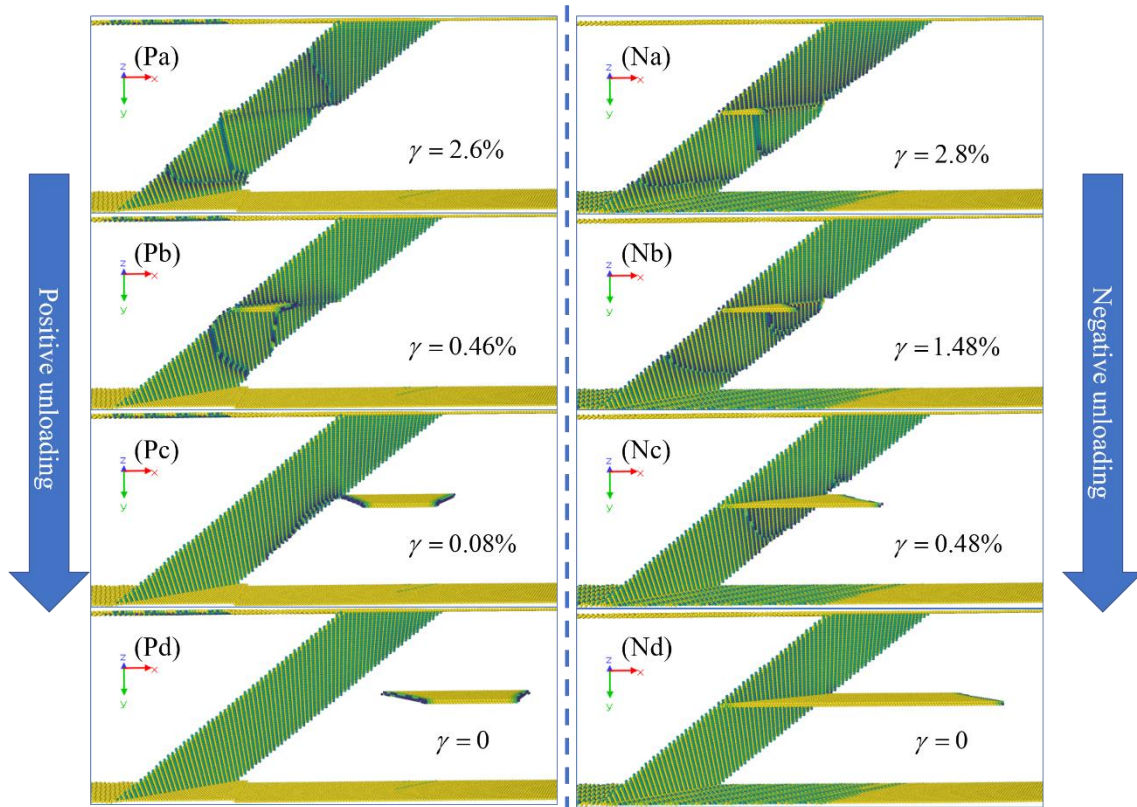 (Pa)
z
x
y
γ = 2.6%
(Na)
z
x
y
γ = 2.8%
Positive unloading
(Pb)
z
x
y
γ = 0.46%
(Nb)
z
x
y
γ = 1.48%
Negative unloading
(Pc)
z
x
y
γ = 0.08%
(Nc)
z
x
y
γ = 0.48%
(Pd)
z
x
y
γ = 0
(Nd)
z
x
y
γ = 0